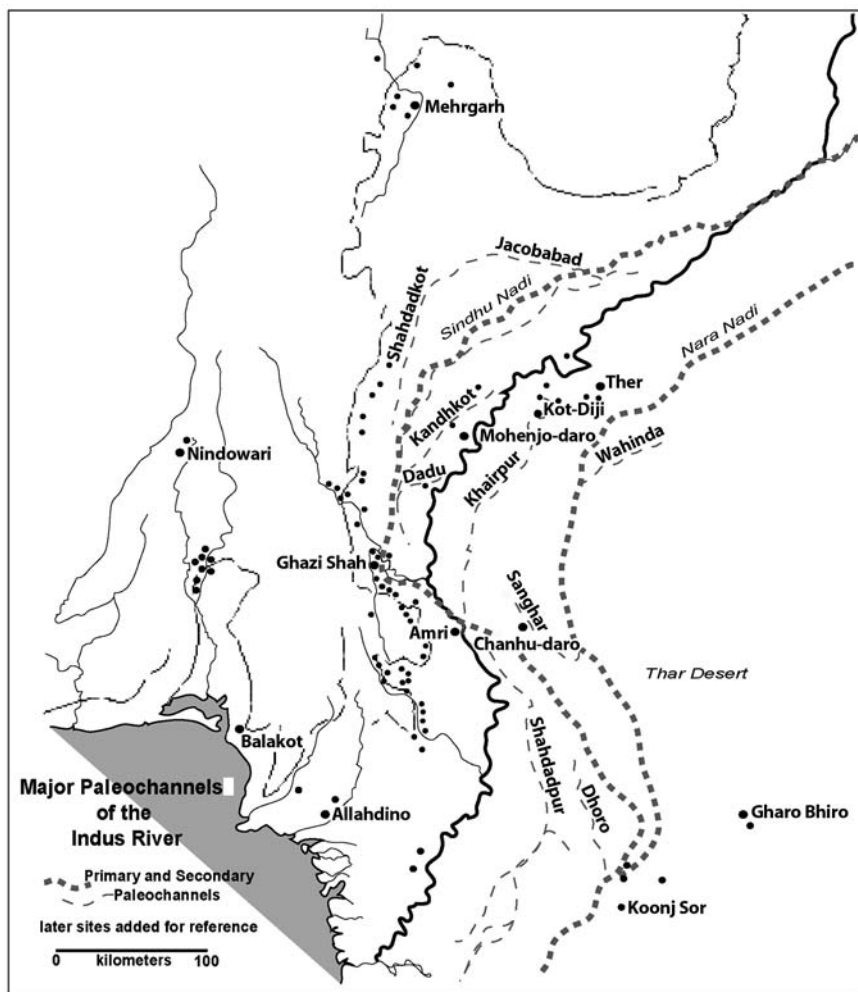 Mehrgarh
Jacobabad
Sindhu Nadi
Shahdadkot
Nara Nadi
Ther
Kandhkot
Kot-Diji
Mohenjo-daro
Wahinda
Nindowari
Dadu
Khairpur
Ghazi Shah
Sanghar
Amri
Chanhu-daro
Thar Desert
Balakot
Shahdadpur
Dhoro
Major Paleochannels
of the
Indus River
Allahdino
Gharo Bhiro
Primary and Secondary
Paleochannels
Koonj Sor
later sites added for reference
0 kilometers 100